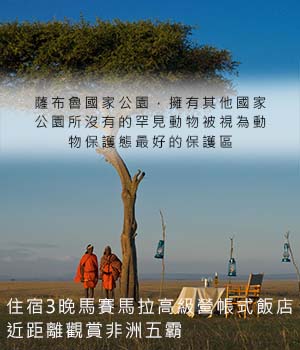 薩布魯國家公園，擁有其他國家
公園所沒有的罕見動物被視為動
物保護態最好的保護區
住宿3晚馬賽馬拉高級營帳式飯店
近距離觀賞非洲五霸